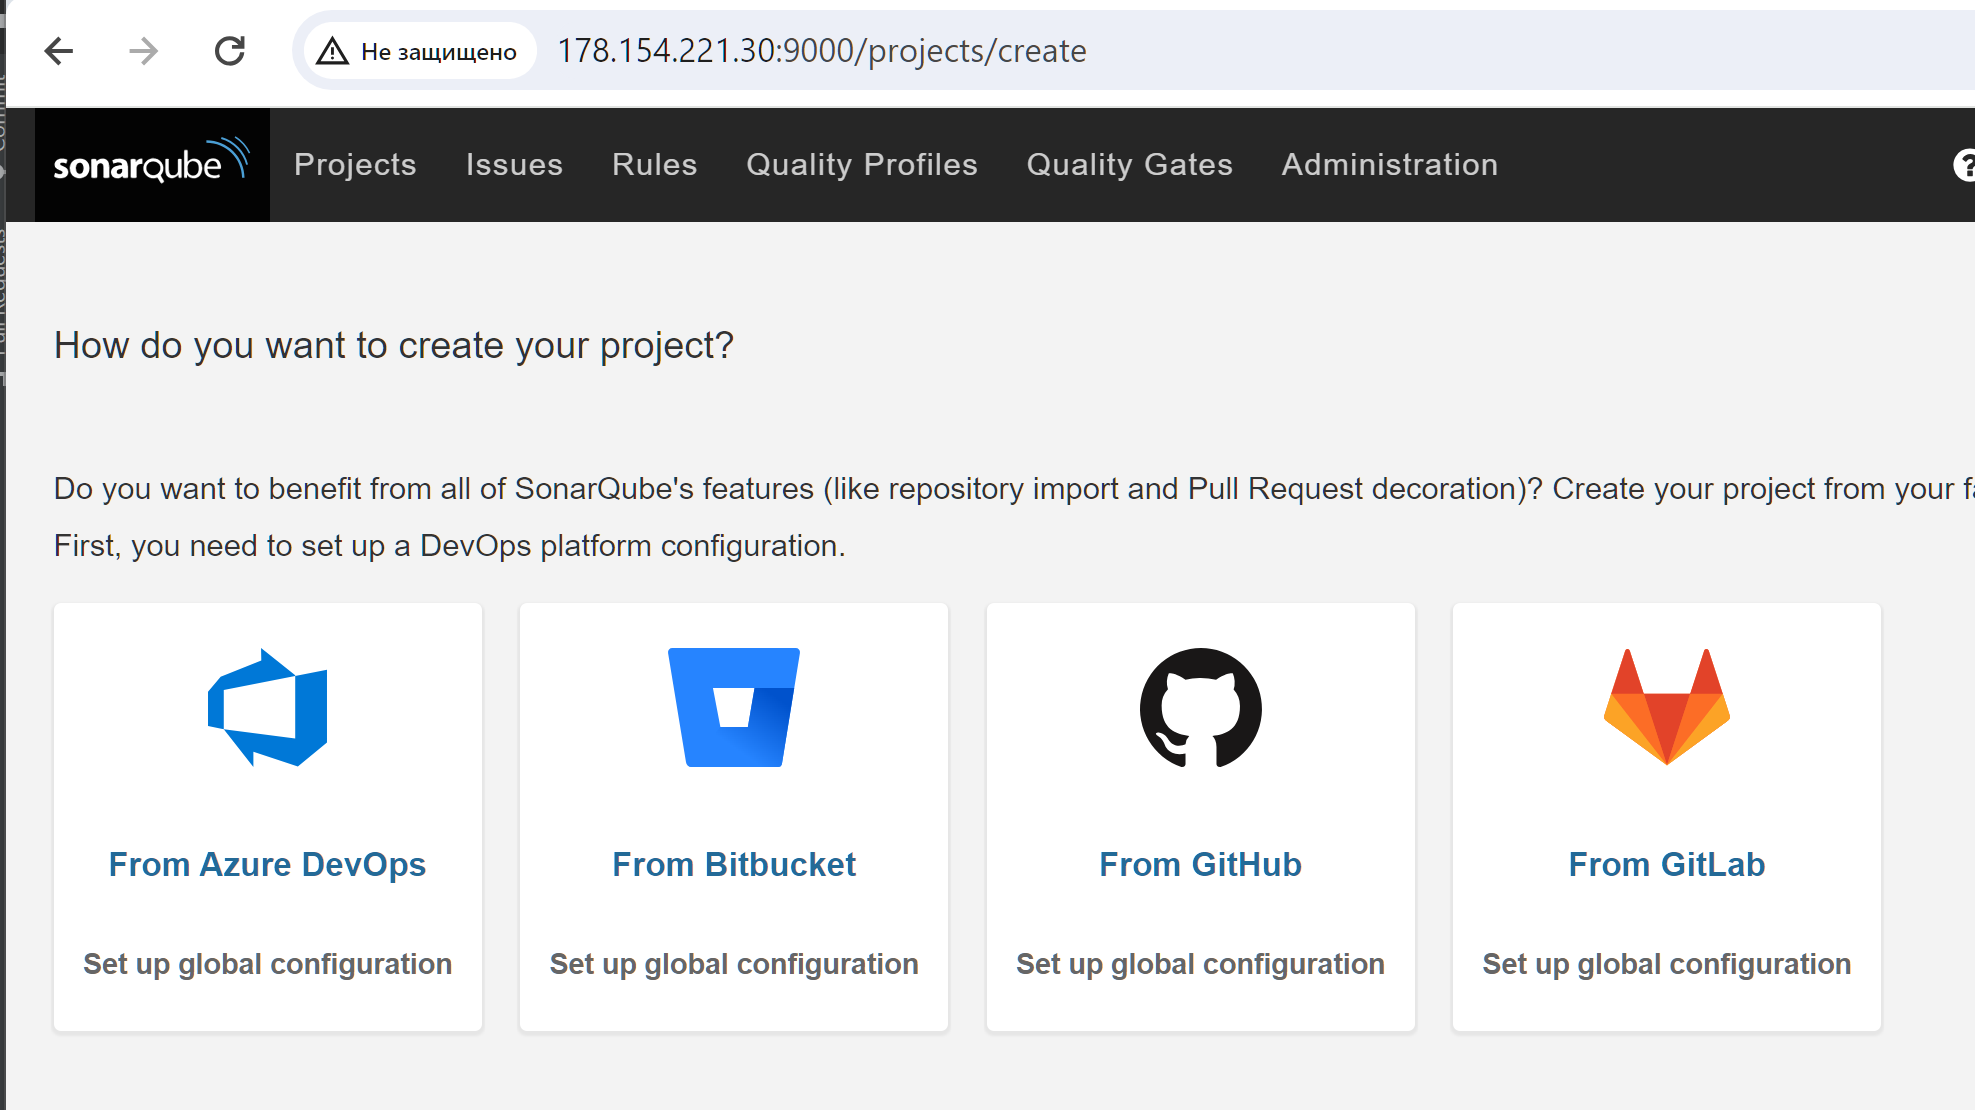 Не защищено
178.154.221.30:9000/projects/create
sonarqube
Projects
Issues
Rules
Quality Profiles
Quality Gates
Administration
How do you want to create your project?
Do you want to benefit from all of SonarQube's features (like repository import and Pull Request decoration)? Create your project from your
First, you need to set up a DevOps platform configuration.
From Azure DevOps
Set up global configuration
From Bitbucket
Set up global configuration
From GitHub
Set up global configuration
From GitLab
Set up global configuration